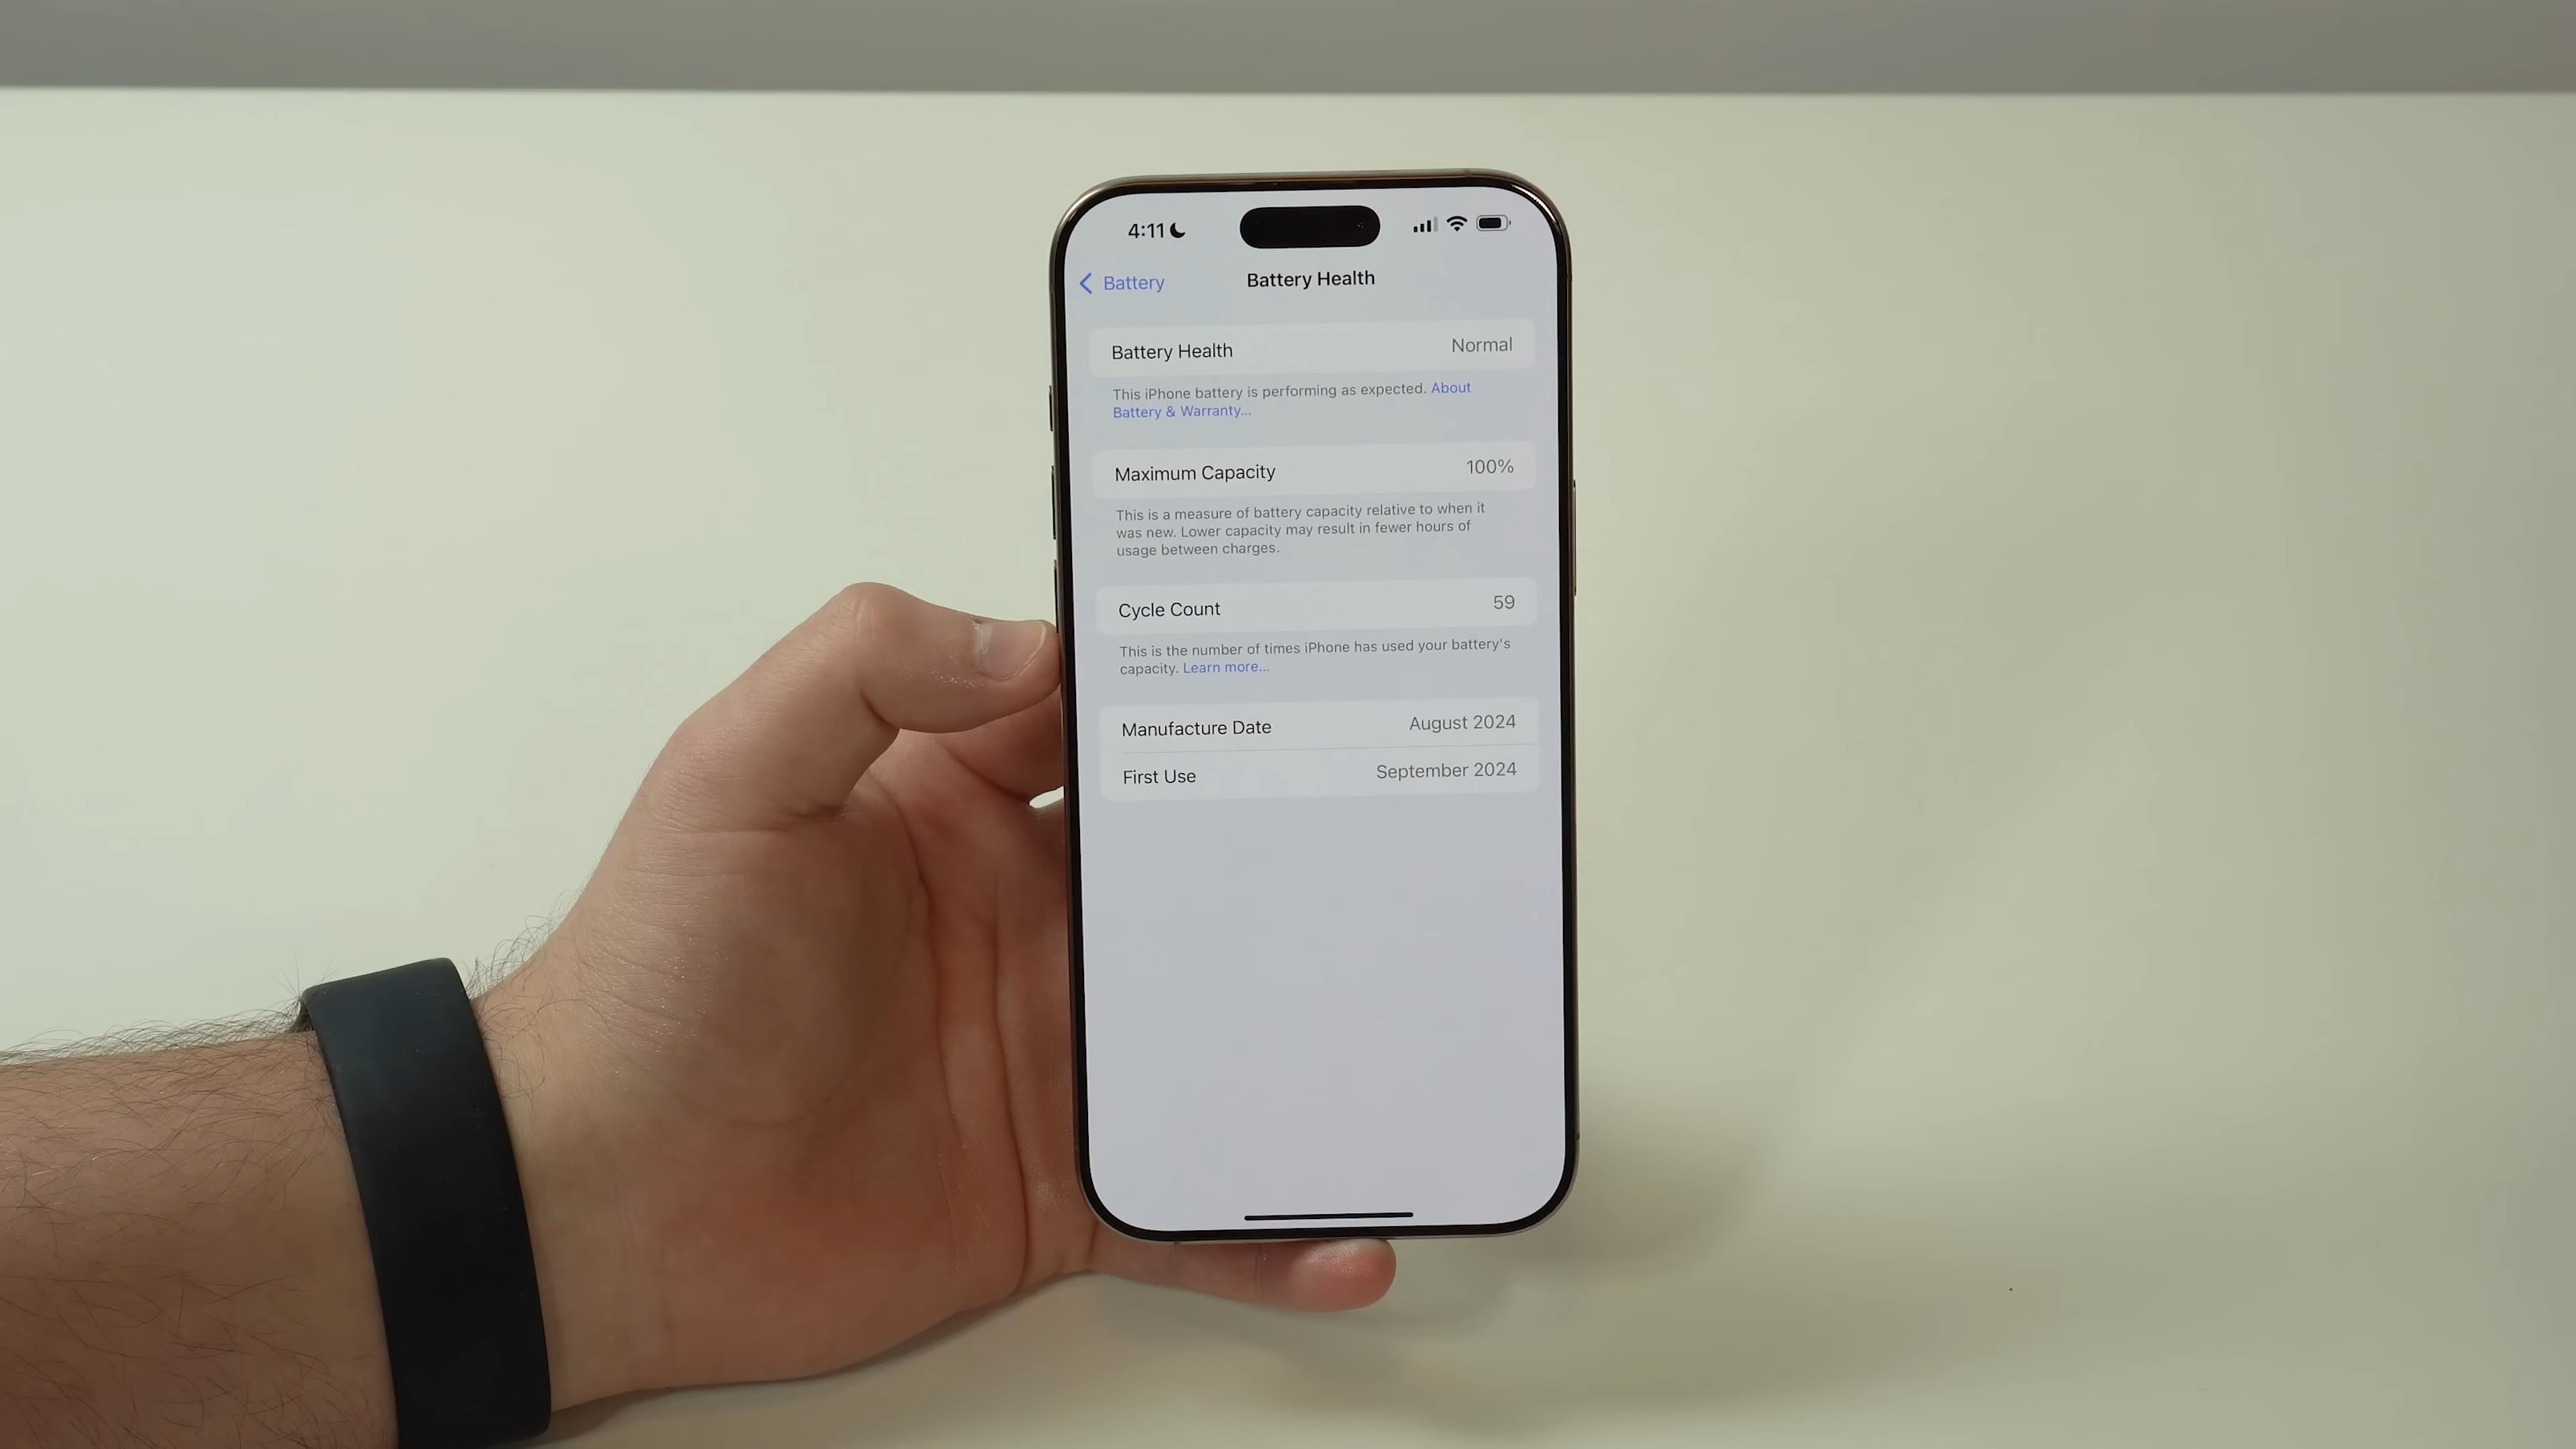 4:11
Battery
Battery Health
Battery Health Normal
This iPhone battery is performing as expected. About
Battery & Warranty...
Maximum Capacity 100%
This is a measure of battery capacity relative to when it
was new. Lower capacity may result in fewer hours of
usage between charges.
Cycle Count 59
This is the number of times iPhone has used your battery's
capacity. Learn more...
Manufacture Date August 2024
First Use September 2024